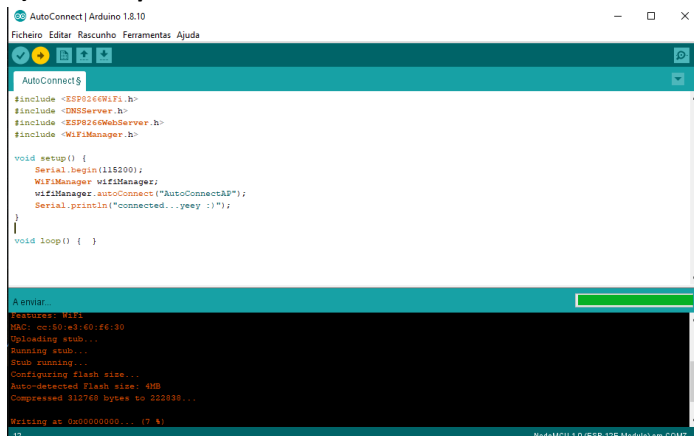 AutoConnect | Arduino 1.8.10
Ficheiro Editar Rascunho Ferramentas Ajuda
AutoConnect §
#include <ESP8266WiFi.h>
#include <DNSServer.h>
#include <ESP8266WebServer.h>
#include <WiFiManager.h>
void setup() {
Serial.begin(115200);
WiFiManager wifiManager;
wifiManager.autoConnect("AutoConnectAP");
Serial.println("connected...yeey :)");
}
void loop() { }
A enviar...
Features: WiFi
MAC: cc:50:e3:60:f6:30
Uploading stub...
Running stub...
Stub running...
Configuring flash size...
Auto-detected Flash size: 4MB
Compressed 312768 bytes to 222838...
Writing at 0x00000000... (7 %)
12
NodeMCU 1.0 (ESP-12E Module) em COM7